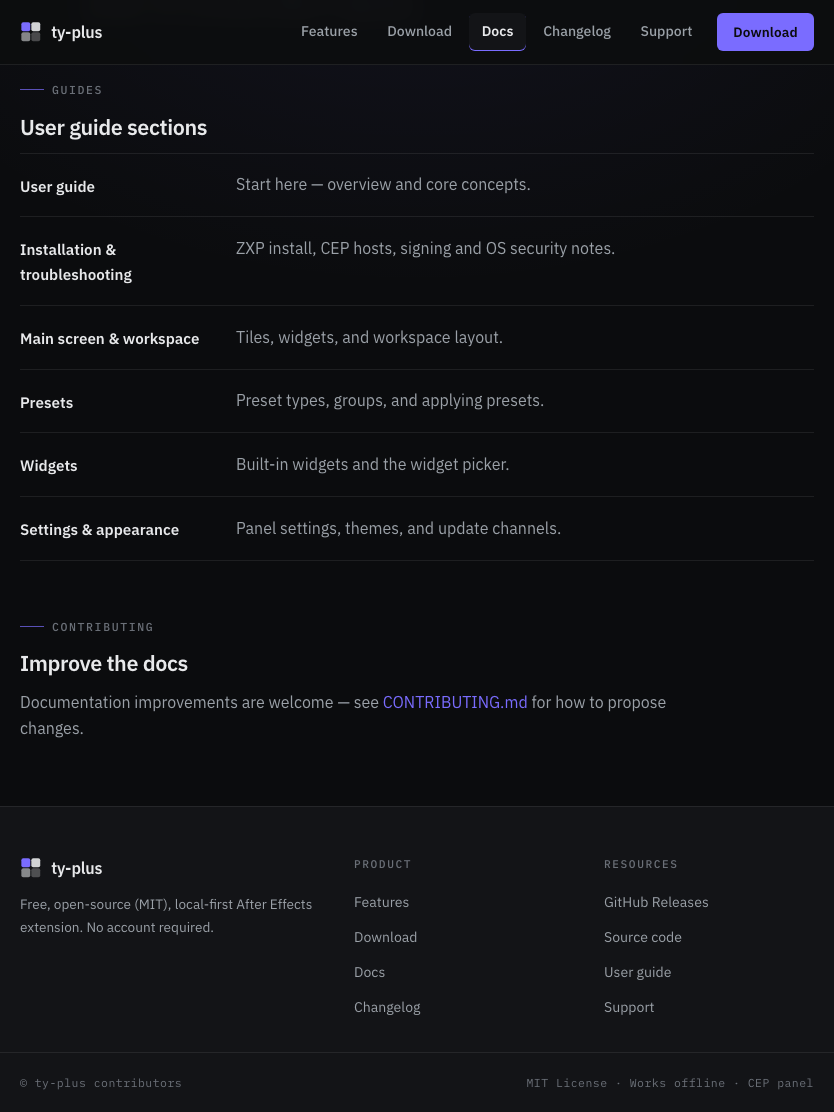 ty-plus
Features
Download
Docs
Changelog
Support
Download
GUIDES
User guide sections
User guide
Start here — overview and core concepts.
Installation &
troubleshooting
ZXP install, CEP hosts, signing and OS security notes.
Main screen & workspace
Tiles, widgets, and workspace layout.
Presets
Preset types, groups, and applying presets.
Widgets
Built-in widgets and the widget picker.
Settings & appearance
Panel settings, themes, and update channels.
CONTRIBUTING
Improve the docs
Documentation improvements are welcome — see CONTRIBUTING.md for how to propose
changes.
ty-plus
Free, open-source (MIT), local-first After Effects
extension. No account required.
PRODUCT
Features
Download
Docs
Changelog
RESOURCES
GitHub Releases
Source code
User guide
Support
© ty-plus contributors
MIT License · Works offline · CEP panel